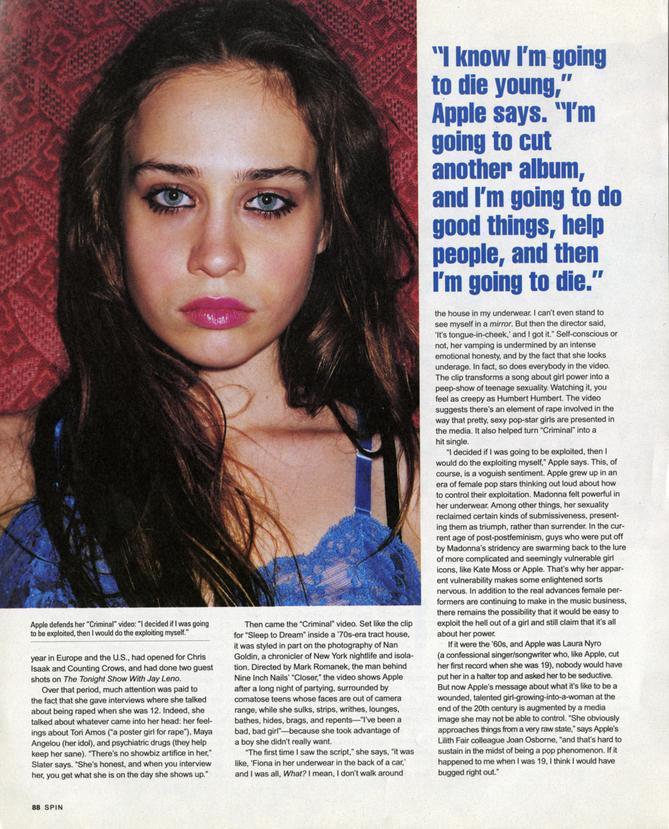 "I know I'm going
to die young,"
Apple says. "I'm
going to cut
another album,
and I'm going to do
good things, help
people, and then
I'm going to die."
Apple defends her "Criminal" video: "I decided if I was going
to be exploited, then I would do the exploiting myself."
year in Europe and the U.S., had opened for Chris
Isaak and Counting Crows, and had done two guest
shots on The Tonight Show With Jay Leno.
Over that period, much attention was paid to
the fact that she gave interviews where she talked
about being raped when she was 12. Indeed, she
talked about whatever came into her head: her feel-
ings about Tori Amos ("a poster girl for rape"), Maya
Angelou (her idol), and psychiatric drugs (they help
keep her sane). "There's no showbiz artifice in her,"
Slater says. "She's honest, and when you interview
her, you get what she is on the day she shows up."
Then came the "Criminal" video. Set like the clip
for "Sleep to Dream" inside a '70s-era tract house,
it was styled in part on the photography of Nan
Goldin, a chronicler of New York nightlife and isola-
tion. Directed by Mark Romanek, the man behind
Nine Inch Nails' "Closer," the video shows Apple
after a long night of partying, surrounded by
comatose teens whose faces are out of camera
range, while she sulks, strips, writhes, lounges,
bathes, hides, brags, and repents—"I've been a
bad, bad girl"—because she took advantage of
a boy she didn't really want.
"The first time I saw the script," she says, "it was
like, 'Fiona in her underwear in the back of a car,'
and I was all, What? I mean, I don't walk around
the house in my underwear. I can't even stand to
see myself in a mirror. But then the director said,
'It's tongue-in-cheek,' and I got it." Self-conscious or
not, her vamping is undermined by an intense
emotional honesty, and by the fact that she looks
underage. In fact, so does everybody in the video.
The clip transforms a song about girl power into a
peep-show of teenage sexuality. Watching it, you
feel as creepy as Humbert Humbert. The video
suggests there's an element of rape involved in the
way that pretty, sexy pop-star girls are presented in
the media. It also helped turn "Criminal" into a
hit single.
"I decided if I was going to be exploited, then I
would do the exploiting myself," Apple says. This, of
course, is a voguish sentiment. Apple grew up in an
era of female pop stars thinking out loud about how
to control their exploitation. Madonna felt powerful in
her underwear. Among other things, her sexuality
reclaimed certain kinds of submissiveness, present-
ing them as triumph, rather than surrender. In the cur-
rent age of post-postfeminism, guys who were put off
by Madonna's stridency are swarming back to the lure
of more complicated and seemingly vulnerable girl
icons, like Kate Moss or Apple. That's why her appar-
ent vulnerability makes some enlightened sorts
nervous. In addition to the real advances female per-
formers are continuing to make in the music business,
there remains the possibility that it would be easy to
exploit the hell out of a girl and still claim that it's all
about her power.
If it were the '60s, and Apple was Laura Nyro
(a confessional singer/songwriter who, like Apple, cut
her first record when she was 19), nobody would have
put her in a halter top and asked her to be seductive.
But now Apple's message about what it's like to be a
wounded, talented girl-growing-into-a-woman at the
end of the 20th century is augmented by a media
image she may not be able to control. "She obviously
approaches things from a very raw state," says Apple's
Lilith Fair colleague Joan Osborne, "and that's hard to
sustain in the midst of being a pop phenomenon. If it
happened to me when I was 19, I think I would have
bugged right out."
88 SPIN